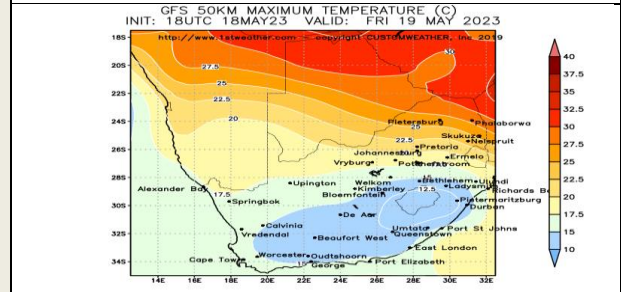 GFS 50KM MAXIMUM TEMPERATURE (C)
INIT: 18UTC 18MAY23 VALID: FRI 19 MAY 2023
http://www.1stweather.com -- copyright CUSTOMWEATHER, Inc 2019
18S
20S
22S
24S
26S
28S
30S
32S
34S
14E 16E 18E 20E 22E 24E 26E 28E 30E 32E
30
27.5
25
22.5
20
25
22.5
17.5
15
12.5
15
Pietersburg
Phalaborwa
Skukuza
Nelspruit
Pretoria
Johannesburg
Ermelo
Vryburg
Potchefstroom
Welkom
Bethlehem
Ulundi
Upington
Kimberley
Ladysmith
Richards B
Alexander Bay
Bloemfontein
Springbok
Pietermaritzburg
Durban
De Aar
Calvinia
Umtata
Port St Johns
Vredendal
Queenstown
Beaufort West
East London
Worcester
Oudtshoorn
Cape Town
George
Port Elizabeth
40
37.5
35
32.5
30
27.5
25
22.5
20
17.5
15
10